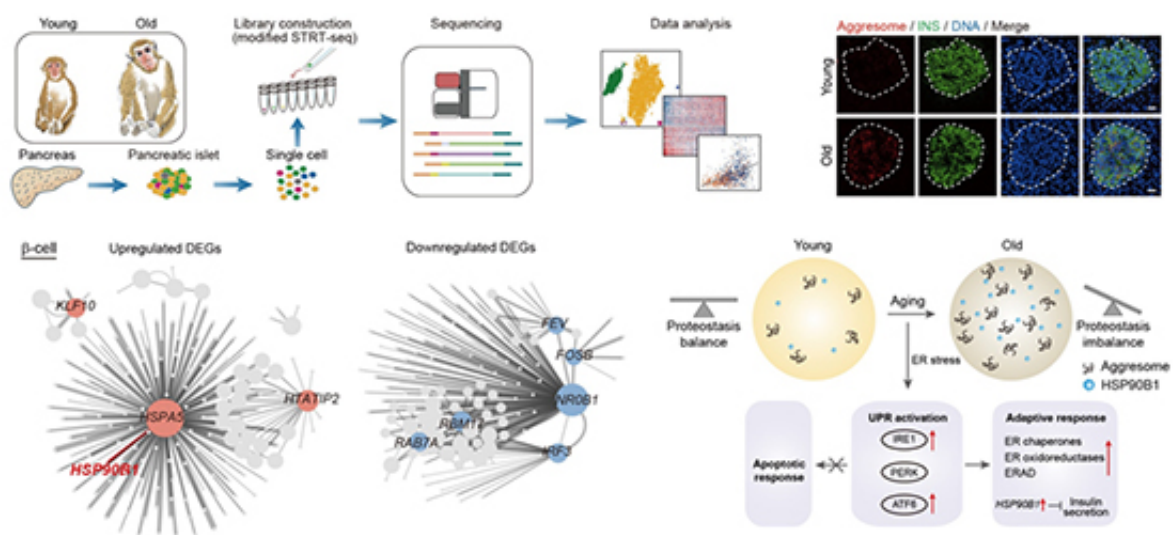 Young
Old
Library construction
(modified STRT-seq)
Sequencing
Data analysis
Pancreas
Pancreatic islet
Single cell
Aggresome / INS / DNA / Merge
Young
Old
β-cell
Upregulated DEGs
KLF10
HSPA5
HTATIP2
HSP90B1
Downregulated DEGs
FEV
FOSB
NR0B1
RBM17
RAB7A
IRF3
Young
Old
Proteostasis
balance
Aging
ER stress
Proteostasis
imbalance
Aggresome
HSP90B1
Apoptotic
response
UPR activation
IRE1
PERK
ATF6
Adaptive response
ER chaperones
ER oxidoreductases
ERAD
HSP90B1
Insulin
secretion